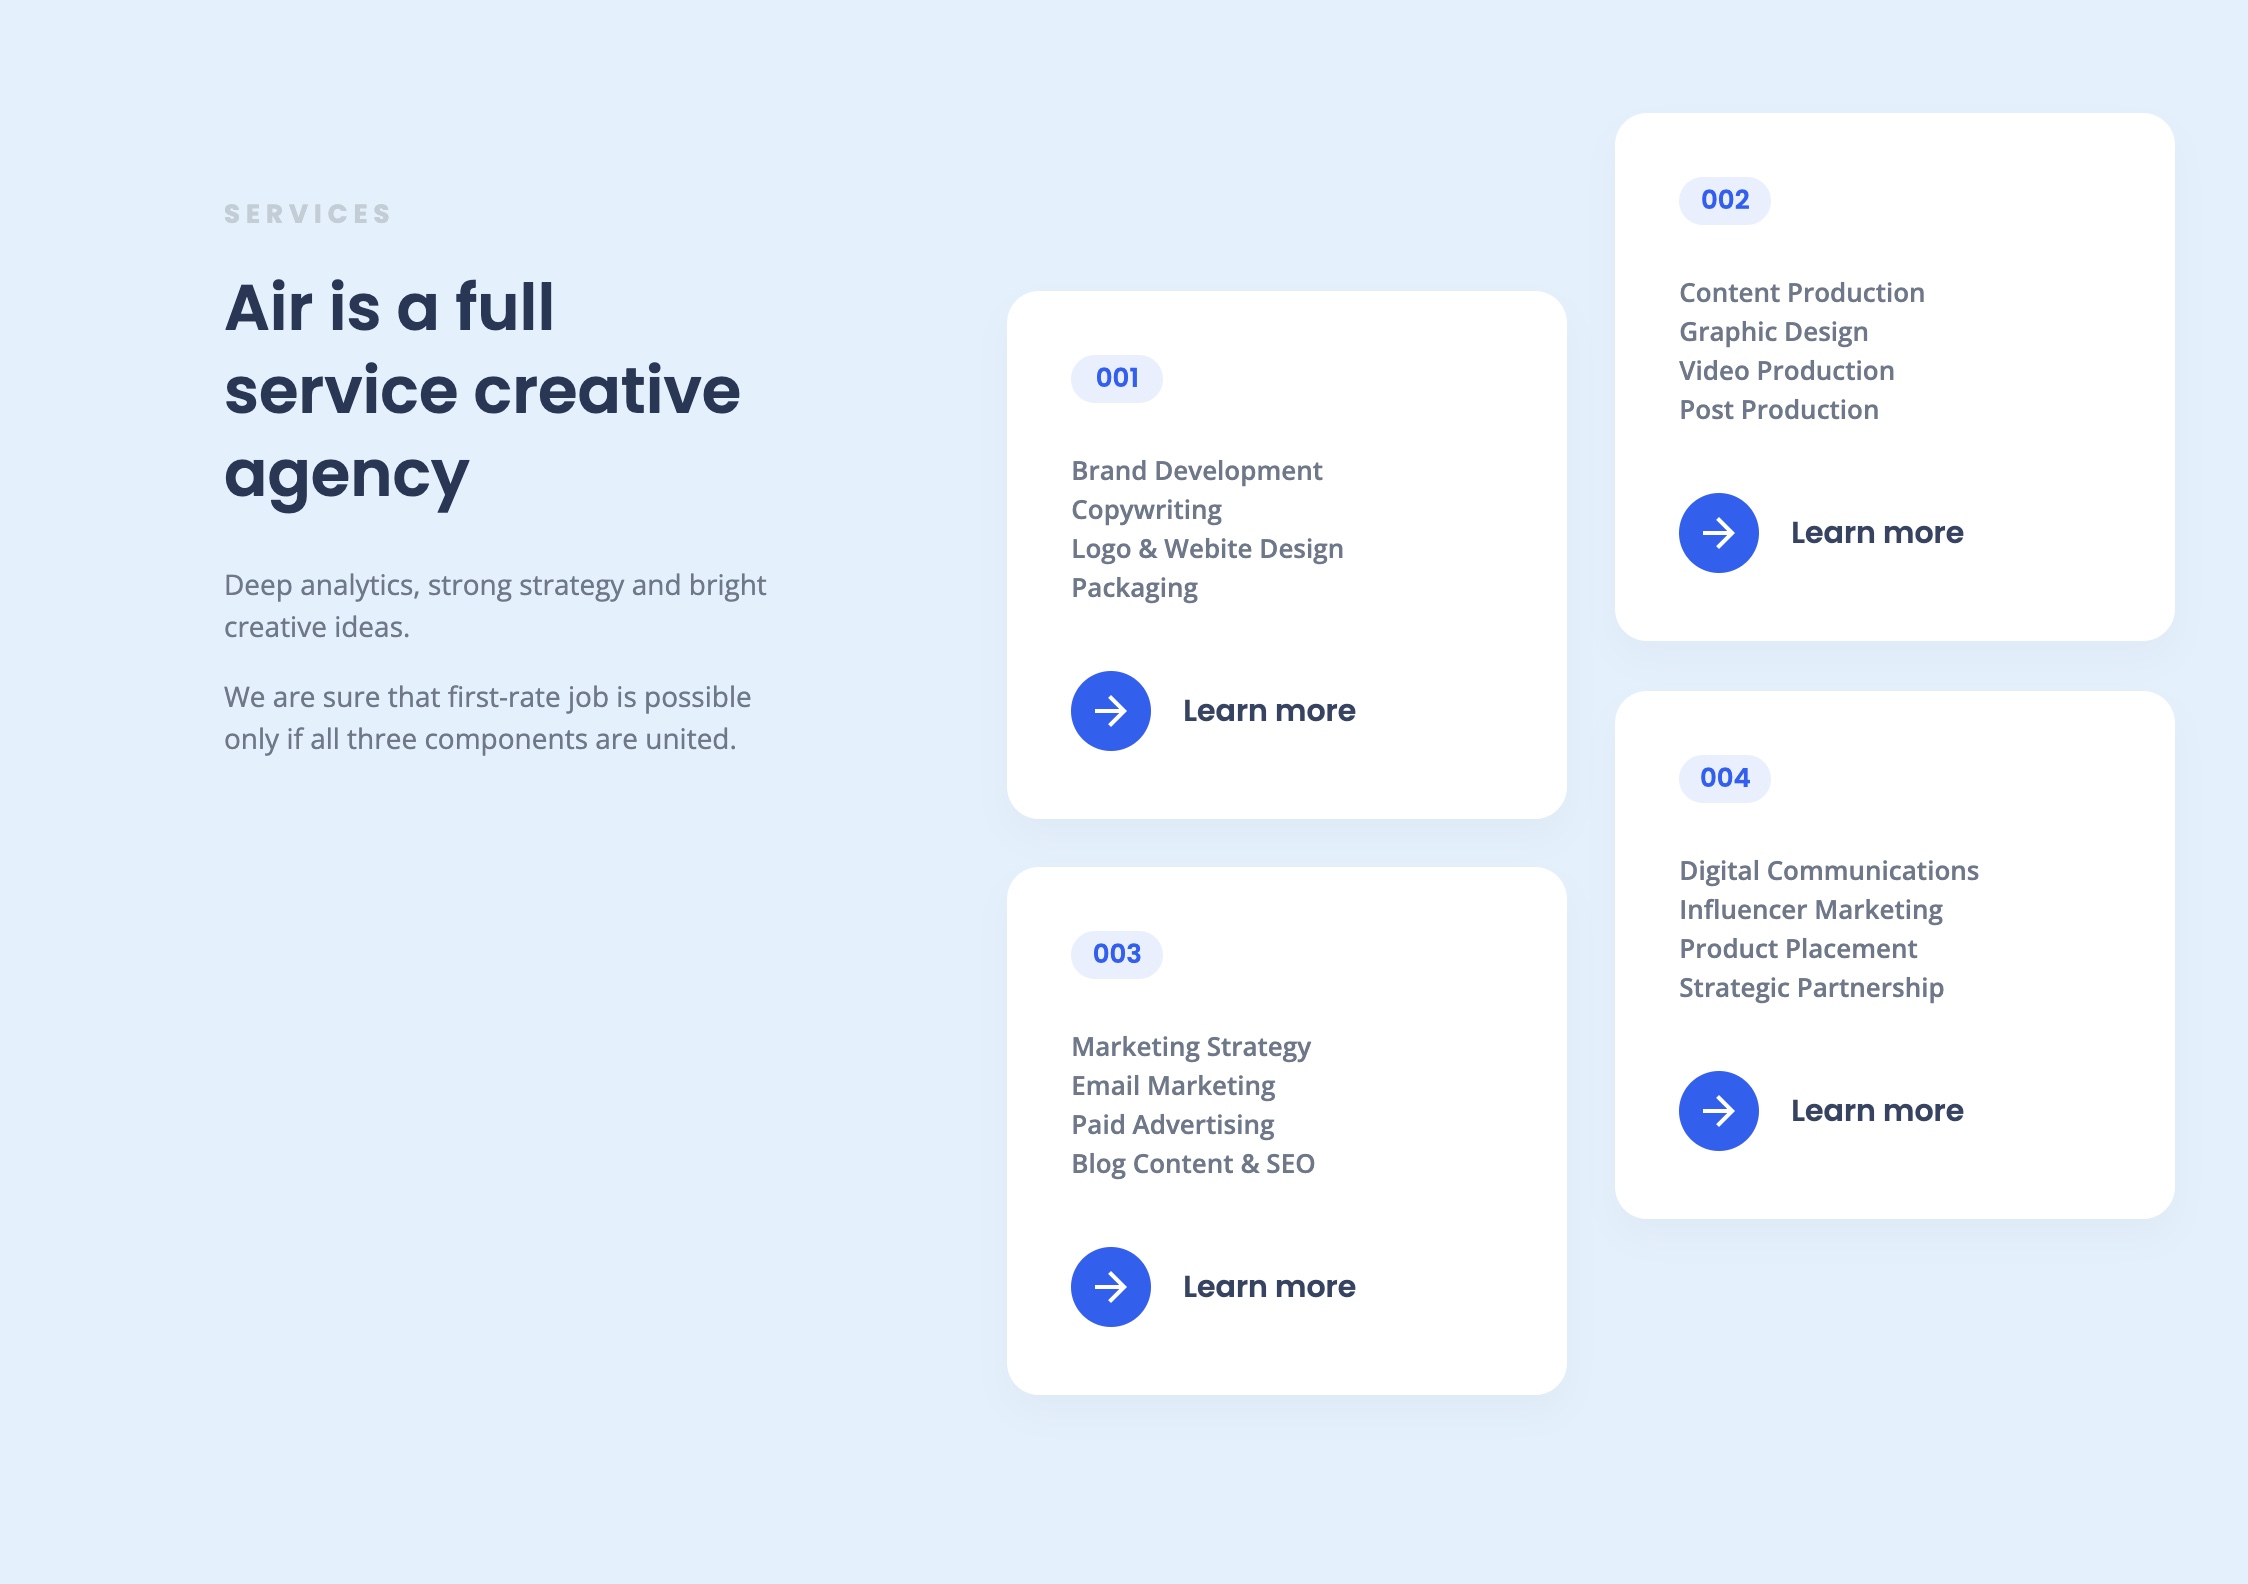 SERVICES
Air is a full
service creative
agency
Deep analytics, strong strategy and bright
creative ideas.
We are sure that first-rate job is possible
only if all three components are united.
001
Brand Development
Copywriting
Logo & Webite Design
Packaging
Learn more
002
Content Production
Graphic Design
Video Production
Post Production
Learn more
003
Marketing Strategy
Email Marketing
Paid Advertising
Blog Content & SEO
Learn more
004
Digital Communications
Influencer Marketing
Product Placement
Strategic Partnership
Learn more